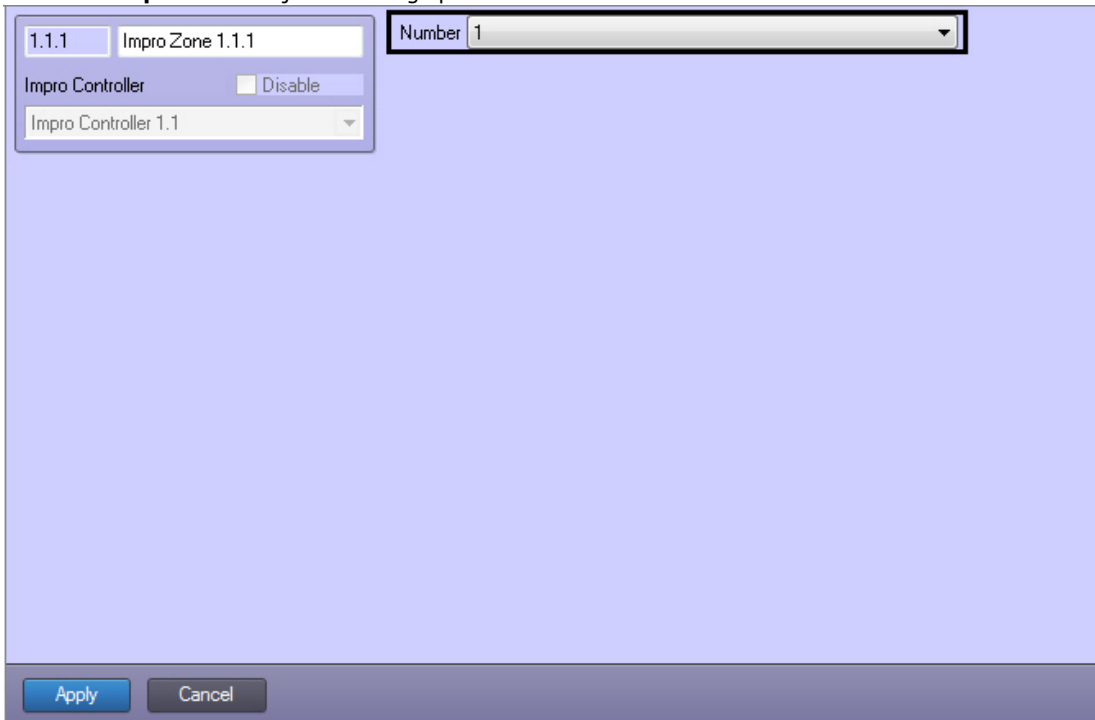 1.1.1 Impro Zone 1.1.1
Number 1
Impro Controller Disable
Impro Controller 1.1
Apply Cancel